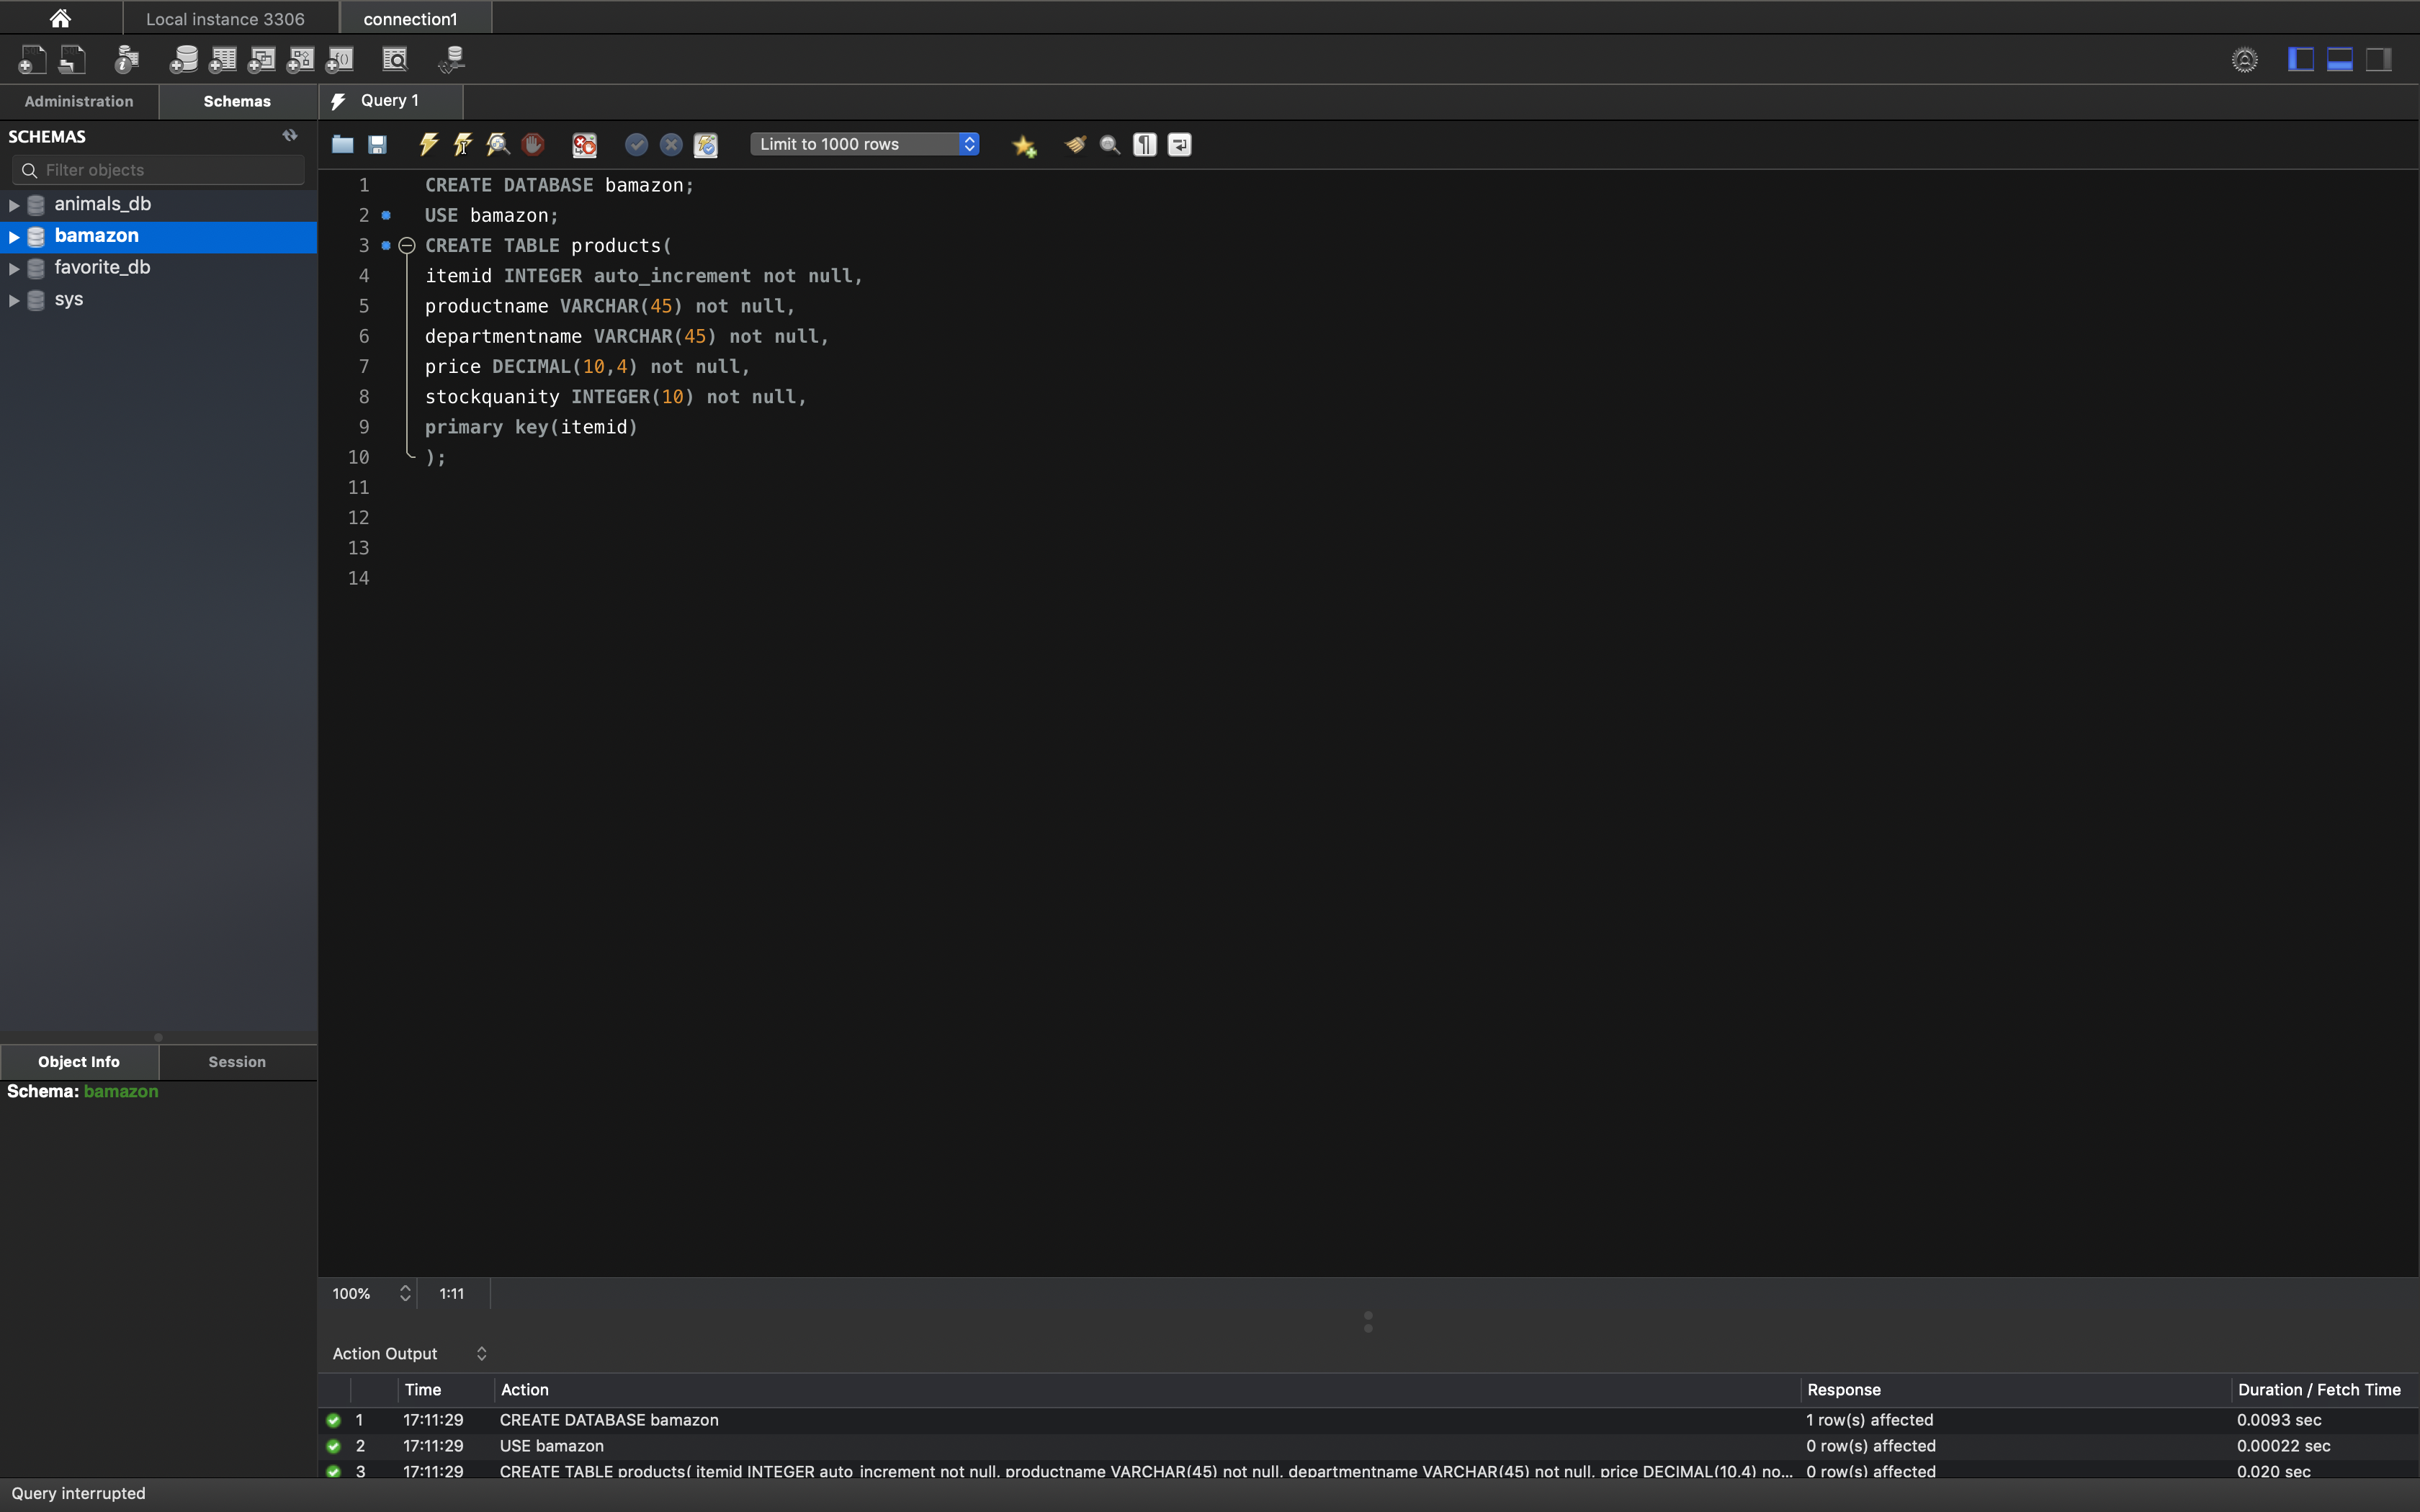 Local instance 3306
connection1
Administration
Schemas
Query 1
SCHEMAS
Filter objects
Limit to 1000 rows
animals_db
bamazon
favorite_db
sys
1 CREATE DATABASE bamazon;
2 USE bamazon;
3 CREATE TABLE products(
4 itemid INTEGER auto_increment not null,
5 productname VARCHAR(45) not null,
6 departmentname VARCHAR(45) not null,
7 price DECIMAL(10,4) not null,
8 stockquanity INTEGER(10) not null,
9 primary key(itemid)
10 );
11
12
13
14
Object Info
Session
Schema: bamazon
100%
1:11
Action Output
Time Action Response Duration / Fetch Time
1 17:11:29 CREATE DATABASE bamazon 1 row(s) affected 0.0093 sec
2 17:11:29 USE bamazon 0 row(s) affected 0.00022 sec
3 17:11:29 CREATE TABLE products( itemid INTEGER auto_increment not null, productname VARCHAR(45) not null, departmentname VARCHAR(45) not null, price DECIMAL(10,4) no... 0 row(s) affected 0.020 sec
Query interrupted